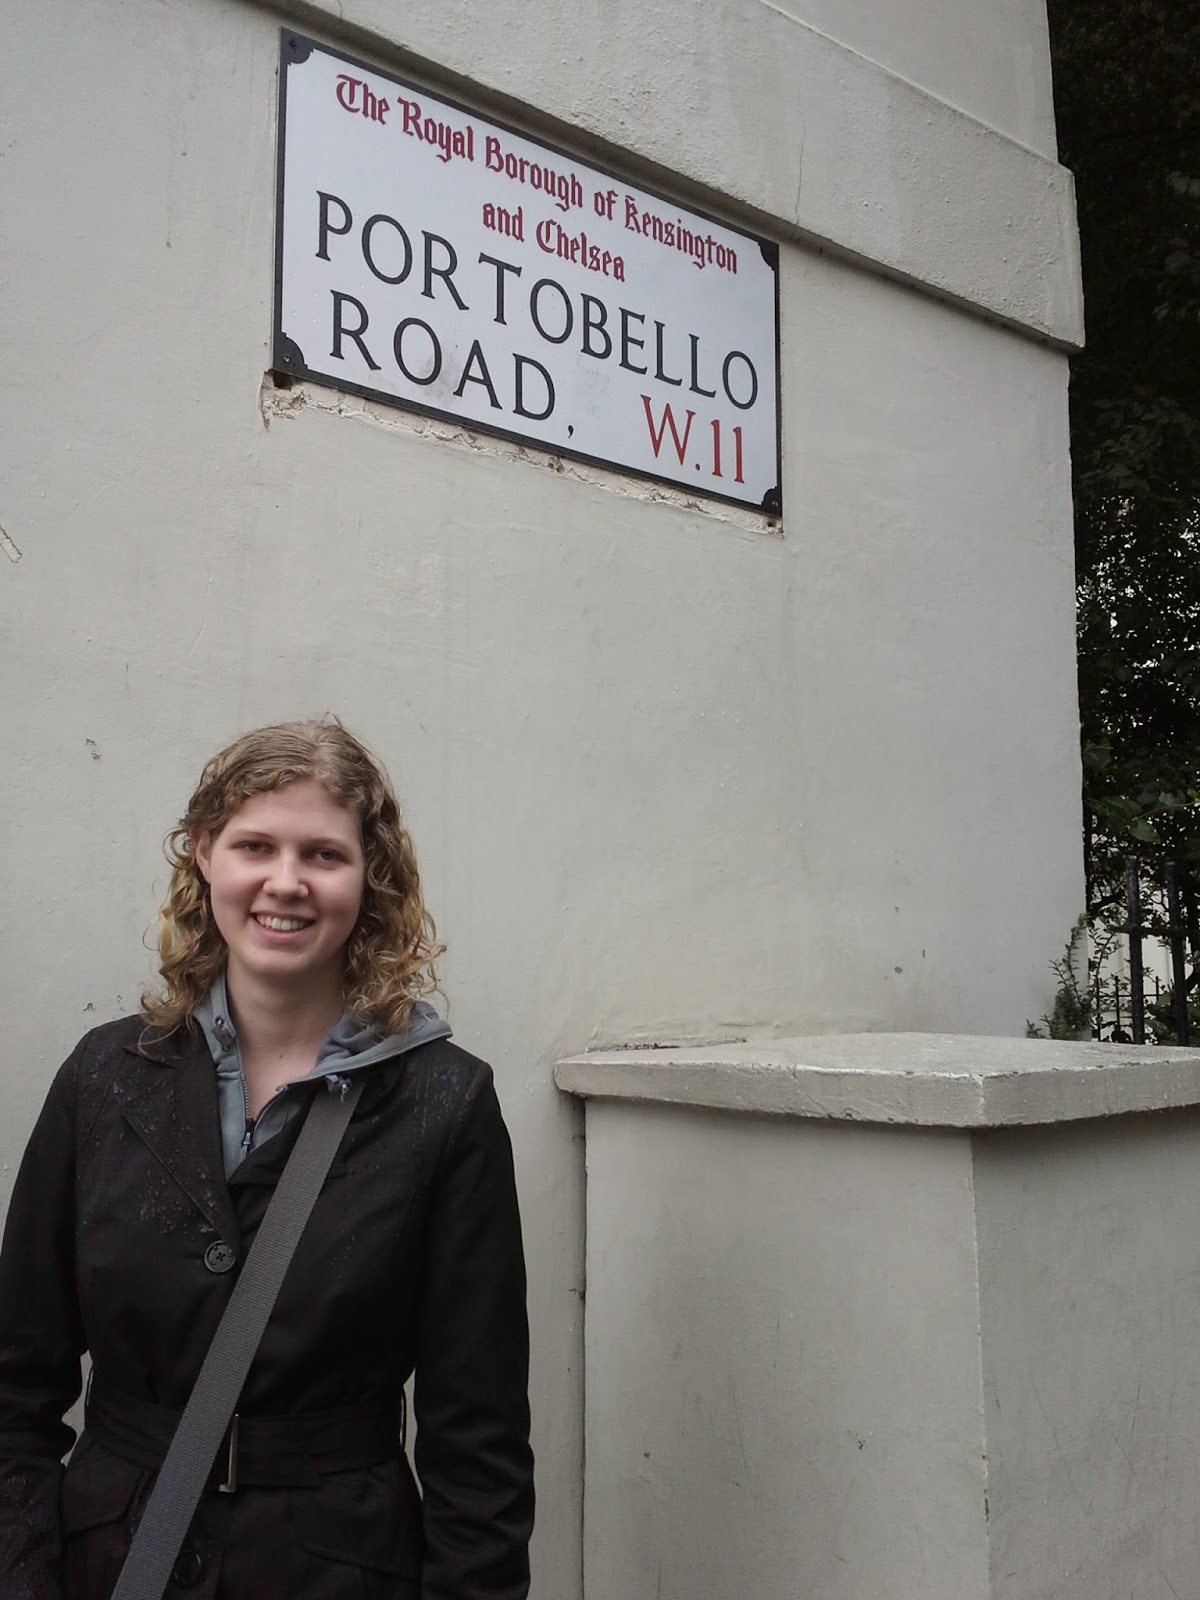 The Royal Borough of Kensington
and Chelsea
PORTOBELLO
ROAD, W.11